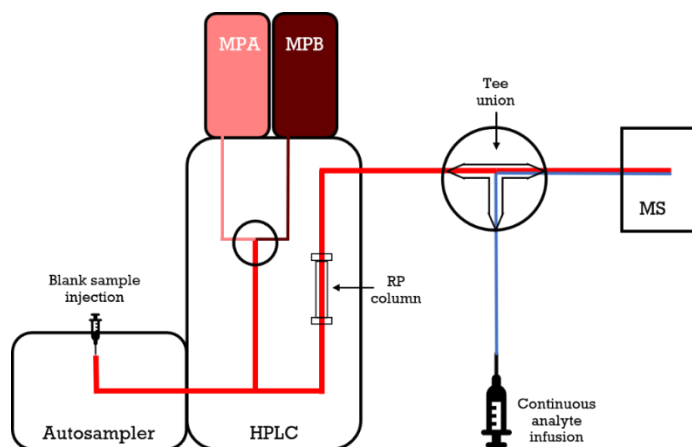 MPA
MPB
Tee
union
MS
Blank sample
injection
RP
column
Continuous
analyte
infusion
Autosampler
HPLC